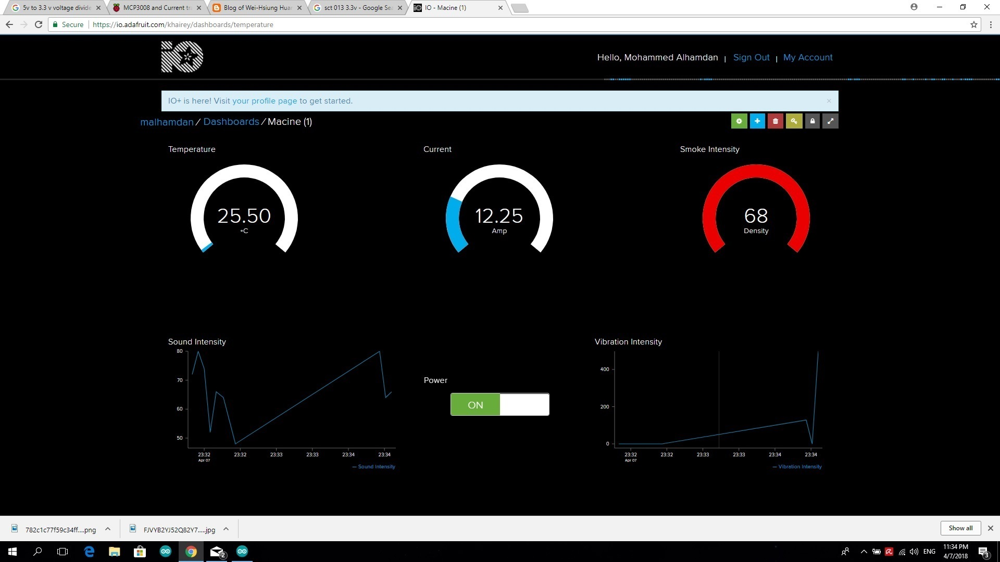 5v to 3.3 v voltage divide
MCP3008 and Current tra
Blog of Wei-Hsiung Huan
sct 013 3.3v - Google Sea
IO - Macine (1)
Secure
https://io.adafruit.com/khairey/dashboards/temperature
Hello, Mohammed Alhamdan | Sign Out | My Account
IO+ is here! Visit your profile page to get started.
malhamdan / Dashboards / Macine (1)
Temperature
25.50
°C
Current
12.25
Amp
Smoke Intensity
68
Density
Sound Intensity
80
70
60
50
23:32 23:32 23:33 23:33 23:34 23:34
Apr 07
— Sound Intensity
Power
ON
Vibration Intensity
400
200
0
23:32 23:32 23:33 23:33 23:34 23:34
Apr 07
— Vibration Intensity
782c1c77f59c34ff....png
FJVYB2YJ52Q82Y7.....jpg
Show all
2
ENG
11:34 PM
4/7/2018
3